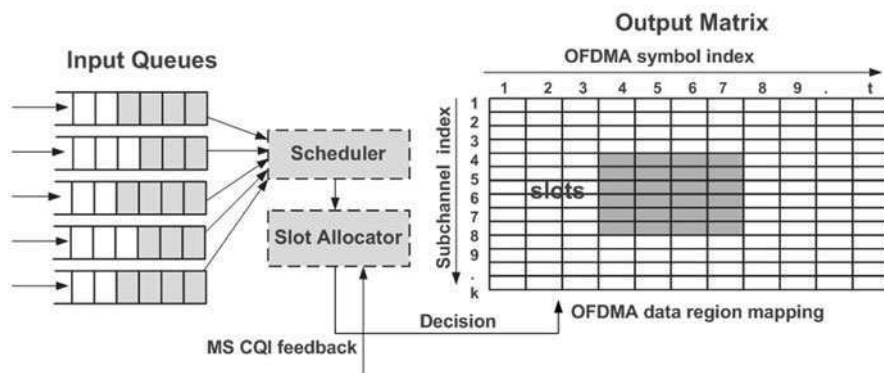 Output Matrix
Input Queues
OFDMA symbol index
1 2 3 4 5 6 7 8 9 . t
Subchannel index
1
2
3
4
5
6
7
8
9
.
k
slots
Scheduler
Slot Allocator
Decision
MS CQI feedback
OFDMA data region mapping